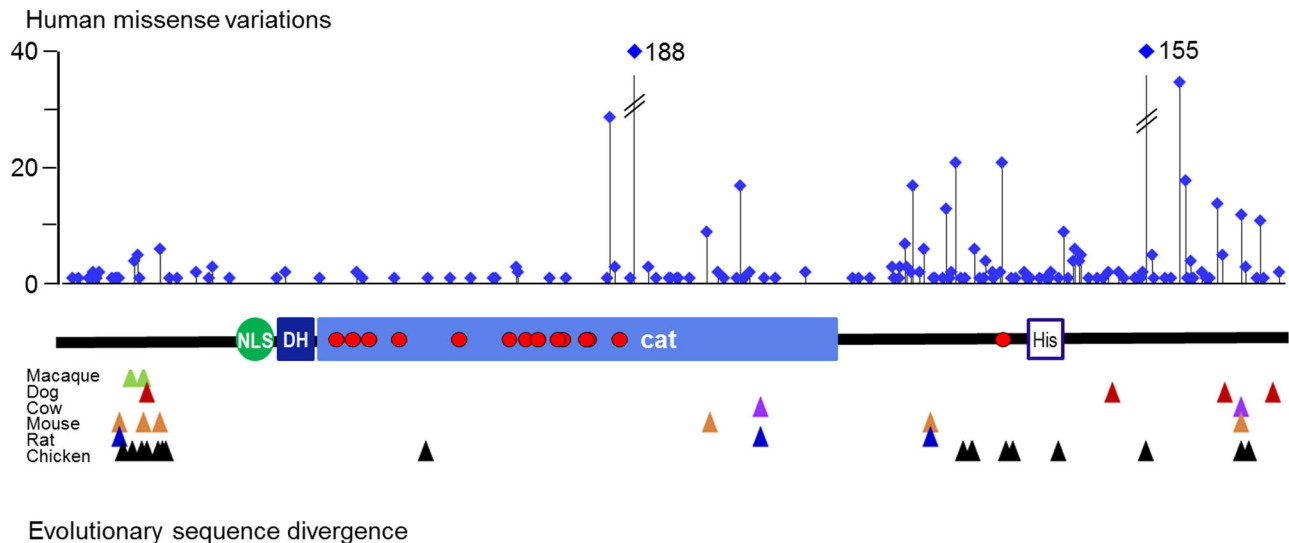 Human missense variations
40
188
155
20
0
NLS DH cat His
Macaque
Dog
Cow
Mouse
Rat
Chicken
Evolutionary sequence divergence